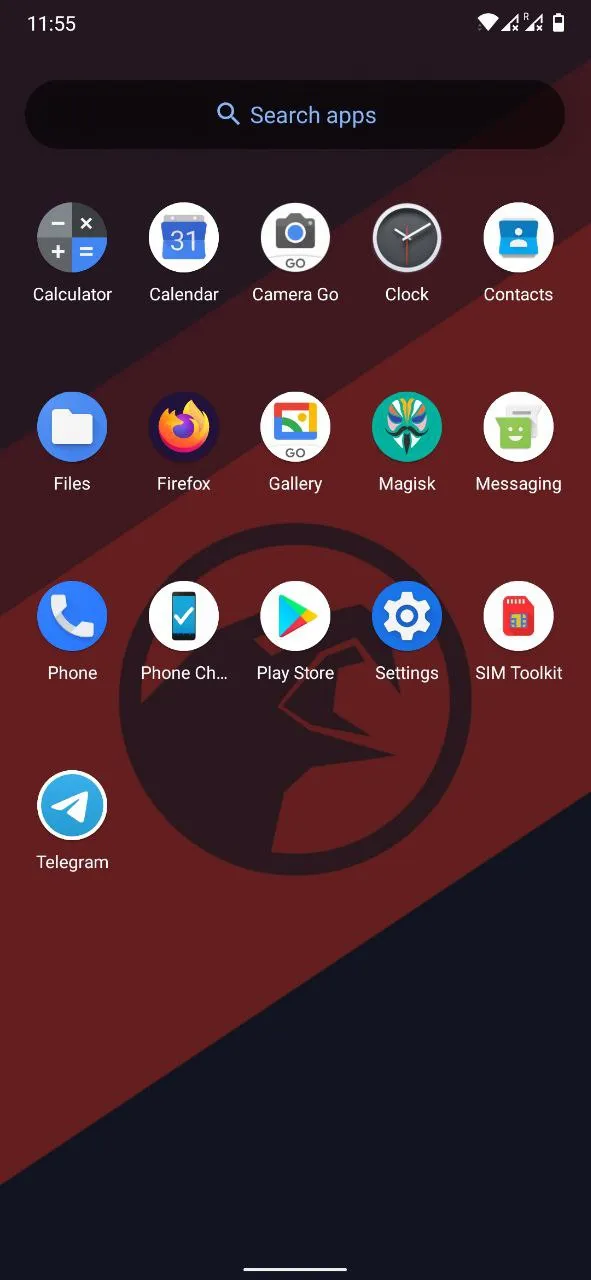 11:55
R
Search apps
31
GO
Calculator
Calendar
Camera Go
Clock
Contacts
GO
Files
Firefox
Gallery
Magisk
Messaging
Phone
Phone Ch...
Play Store
Settings
SIM Toolkit
Telegram